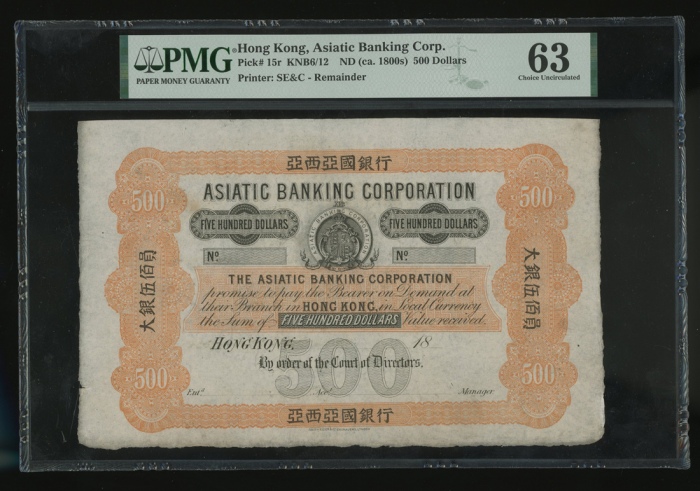 PMG
PAPER MONEY GUARANTY
Hong Kong, Asiatic Banking Corp.
Pick# 15r KNB6/12 ND (ca. 1800s) 500 Dollars
Printer: SE&C - Remainder
63
Choice Uncirculated
亞西亞國銀行
500
500
ASIATIC BANKING CORPORATION
FIVE HUNDRED DOLLARS
ASIATIC BANKING CORPORATION
FIVE HUNDRED DOLLARS
No
No
大銀伍佰員
大銀伍佰員
THE ASIATIC BANKING CORPORATION
promise to pay the Bearer on Demand at
their Branch in HONG KONG, in Local Currency
the Sum of FIVE HUNDRED DOLLARS Value received.
HONG KONG, 18
500
By order of the Court of Directors.
500
500
Entd
Manager
亞西亞國銀行